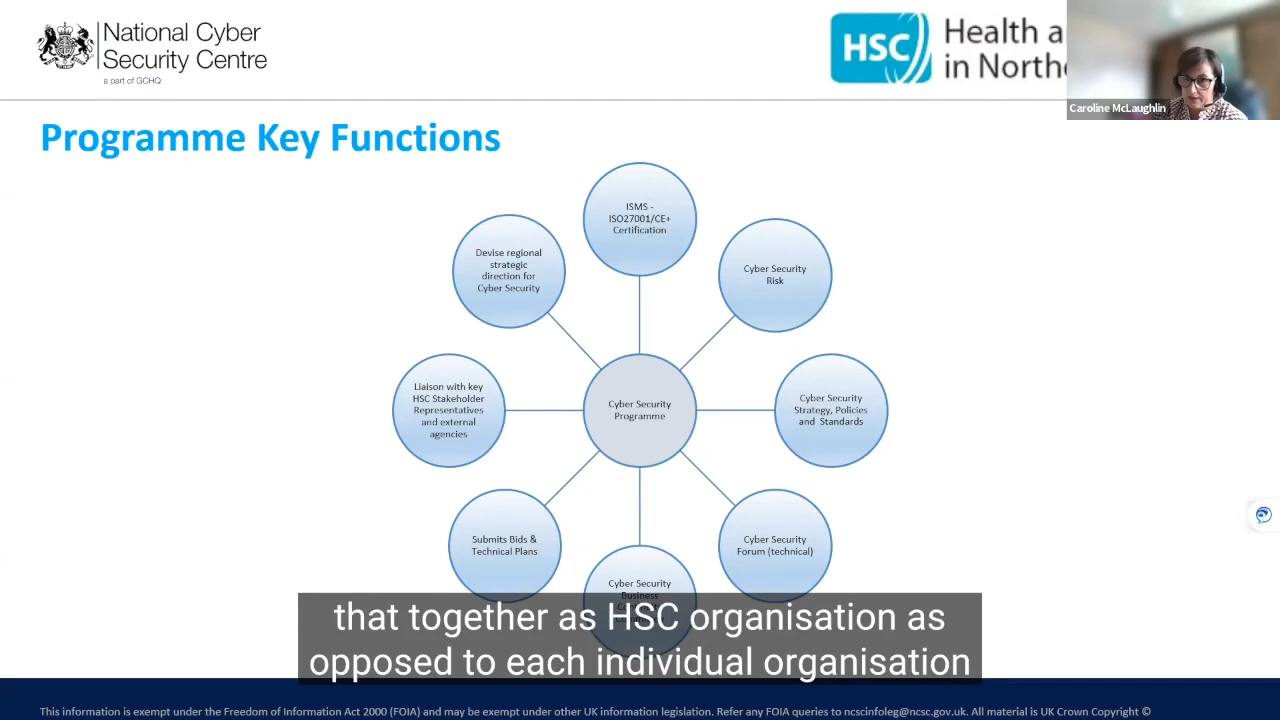 National Cyber
Security Centre
a part of GCHQ
HSC
Health a
in North
Caroline McLaughlin
Programme Key Functions
ISMS -
ISO27001/CE+
Certification
Devise regional
strategic
direction for
Cyber Security
Cyber Security
Risk
Liaison with key
HSC Stakeholder
Representatives
and external
agencies
Cyber Security
Programme
Cyber Security
Strategy, Policies
and Standards
Submits Bids &
Technical Plans
Cyber Security
Forum (technical)
Cyber Security
Business
that together as HSC organisation as
opposed to each individual organisation
This information is exempt under the Freedom of Information Act 2000 (FOIA) and may be exempt under other UK information legislation. Refer any FOIA queries to ncscinfoleg@ncsc.gov.uk. All material is UK Crown Copyright ©